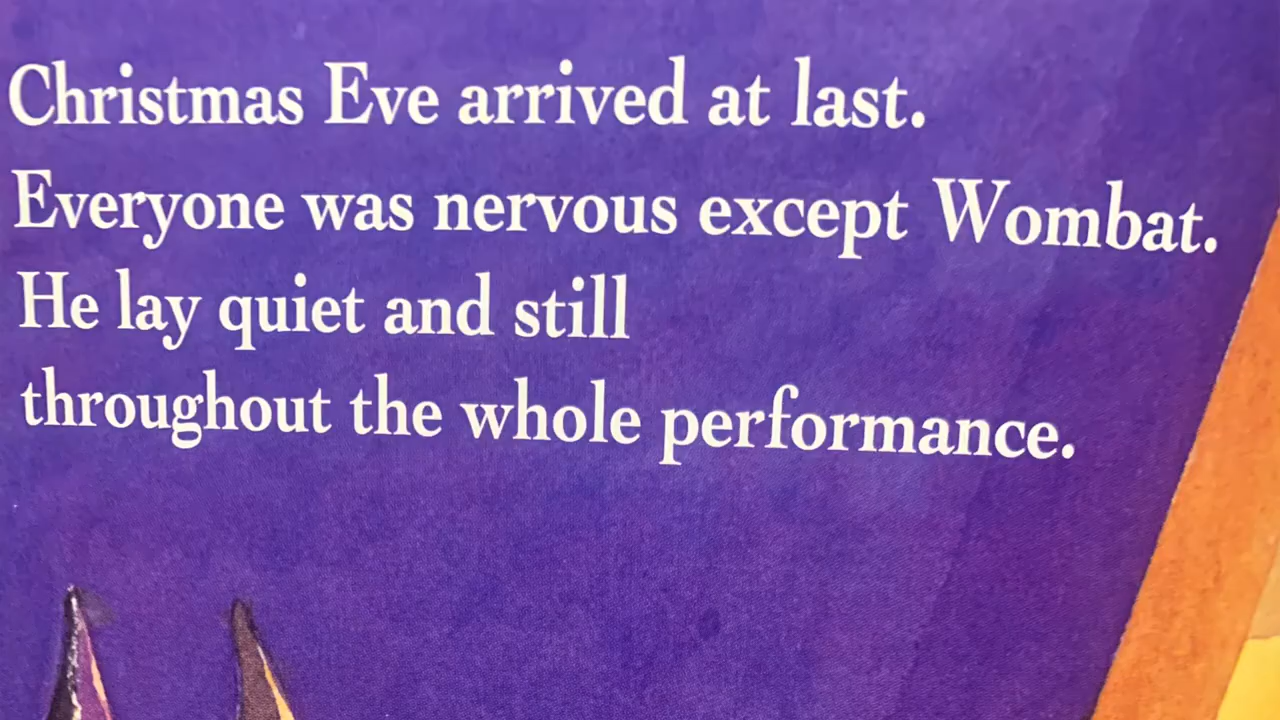 Christmas Eve arrived at last.
Everyone was nervous except Wombat.
He lay quiet and still
throughout the whole performance.